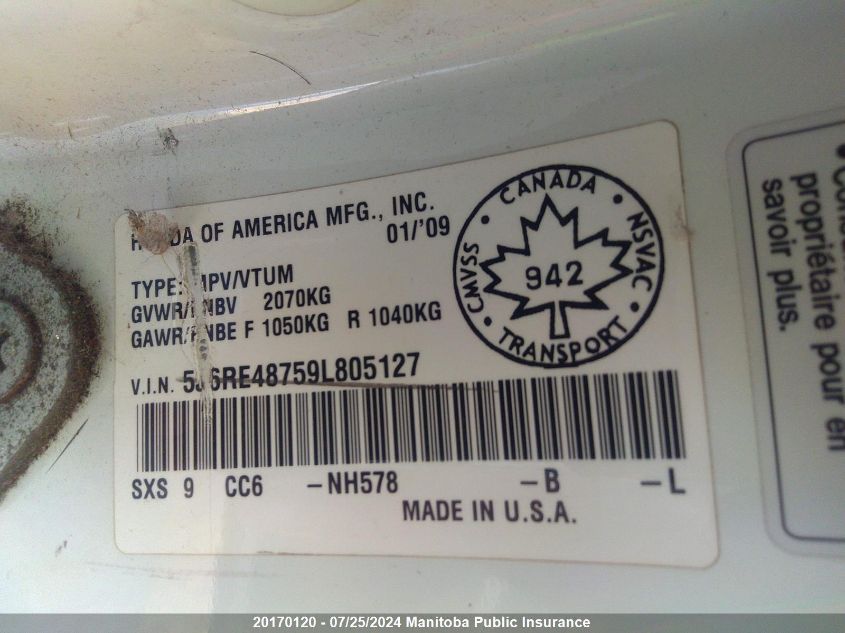 HONDA OF AMERICA MFG., INC.
01/'09
TYPE: MPV/VTUM
GVWR/PNBV 2070KG
GAWR/PNBE F 1050KG R 1040KG
V.I.N. 5J6RE48759L805127
SXS 9 CC6 –NH578 –B –L
MADE IN U.S.A.
• CANADA • NSVAC • TRANSPORT • CMVSS
942
propriétaire pour en
savoir plus.
20170120 - 07/25/2024 Manitoba Public Insurance